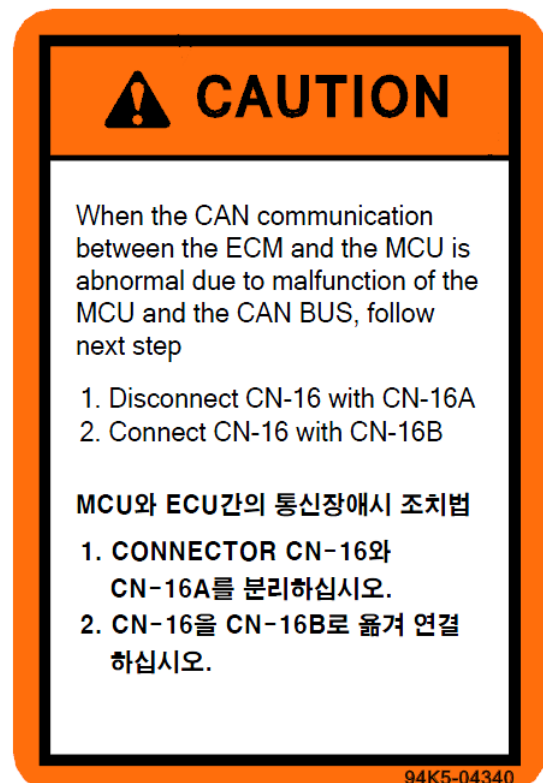 CAUTION
When the CAN communication
between the ECM and the MCU is
abnormal due to malfunction of the
MCU and the CAN BUS, follow
next step
1. Disconnect CN-16 with CN-16A
2. Connect CN-16 with CN-16B
MCU와 ECU간의 통신장애시 조치법
1. CONNECTOR CN-16와
CN-16A를 분리하십시오.
2. CN-16을 CN-16B로 옮겨 연결
하십시오.
94K5-04340